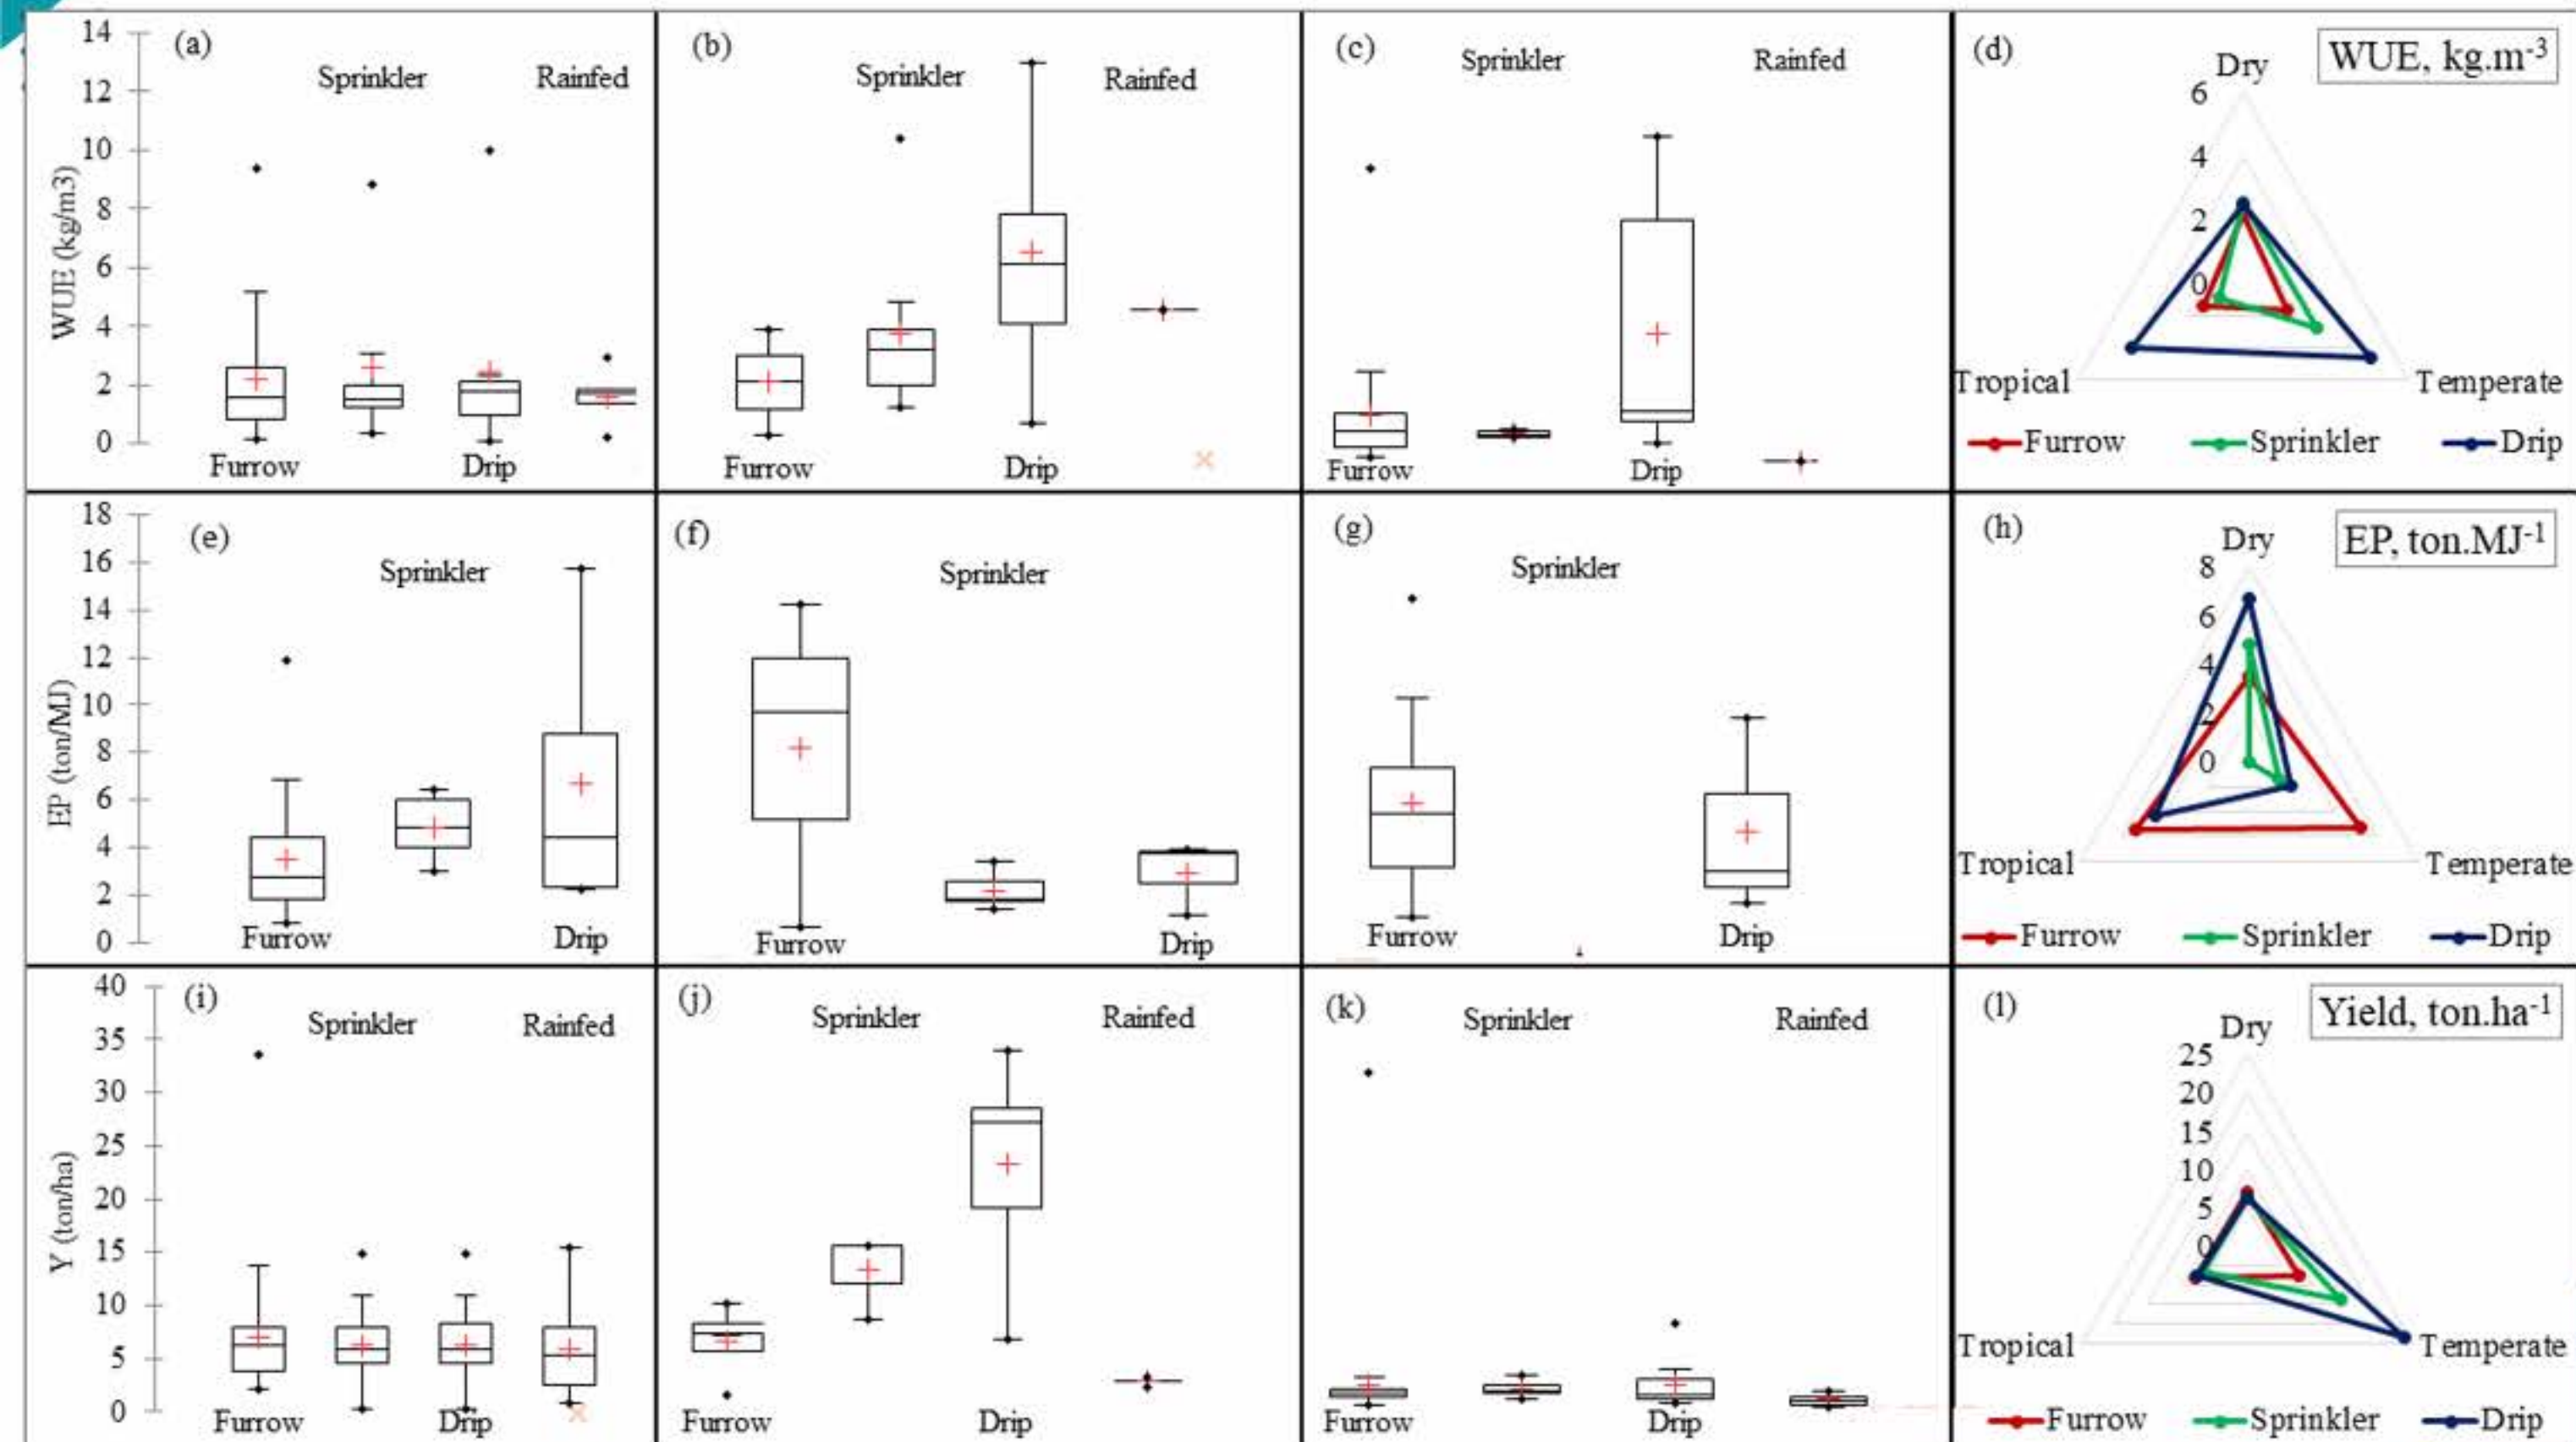 (a)
Sprinkler
Rainfed
WUE (kg/m3)
14
12
10
8
6
4
2
0
Furrow
Drip
(b)
Sprinkler
Rainfed
Furrow
Drip
(c)
Sprinkler
Rainfed
Furrow
Drip
(d)
WUE, kg.m-3
Dry
6
4
2
0
Tropical
Temperate
Furrow Sprinkler Drip
(e)
Sprinkler
EP (ton/MJ)
18
16
14
12
10
8
6
4
2
0
Furrow
Drip
(f)
Sprinkler
Furrow
Drip
(g)
Sprinkler
Furrow
Drip
(h)
EP, ton.MJ-1
Dry
8
6
4
2
0
Tropical
Temperate
Furrow Sprinkler Drip
(i)
Sprinkler
Rainfed
Y (ton/ha)
40
35
30
25
20
15
10
5
0
Furrow
Drip
(j)
Sprinkler
Rainfed
Furrow
Drip
(k)
Sprinkler
Rainfed
Furrow
Drip
(l)
Yield, ton.ha-1
Dry
25
20
15
10
5
0
Tropical
Temperate
Furrow Sprinkler Drip